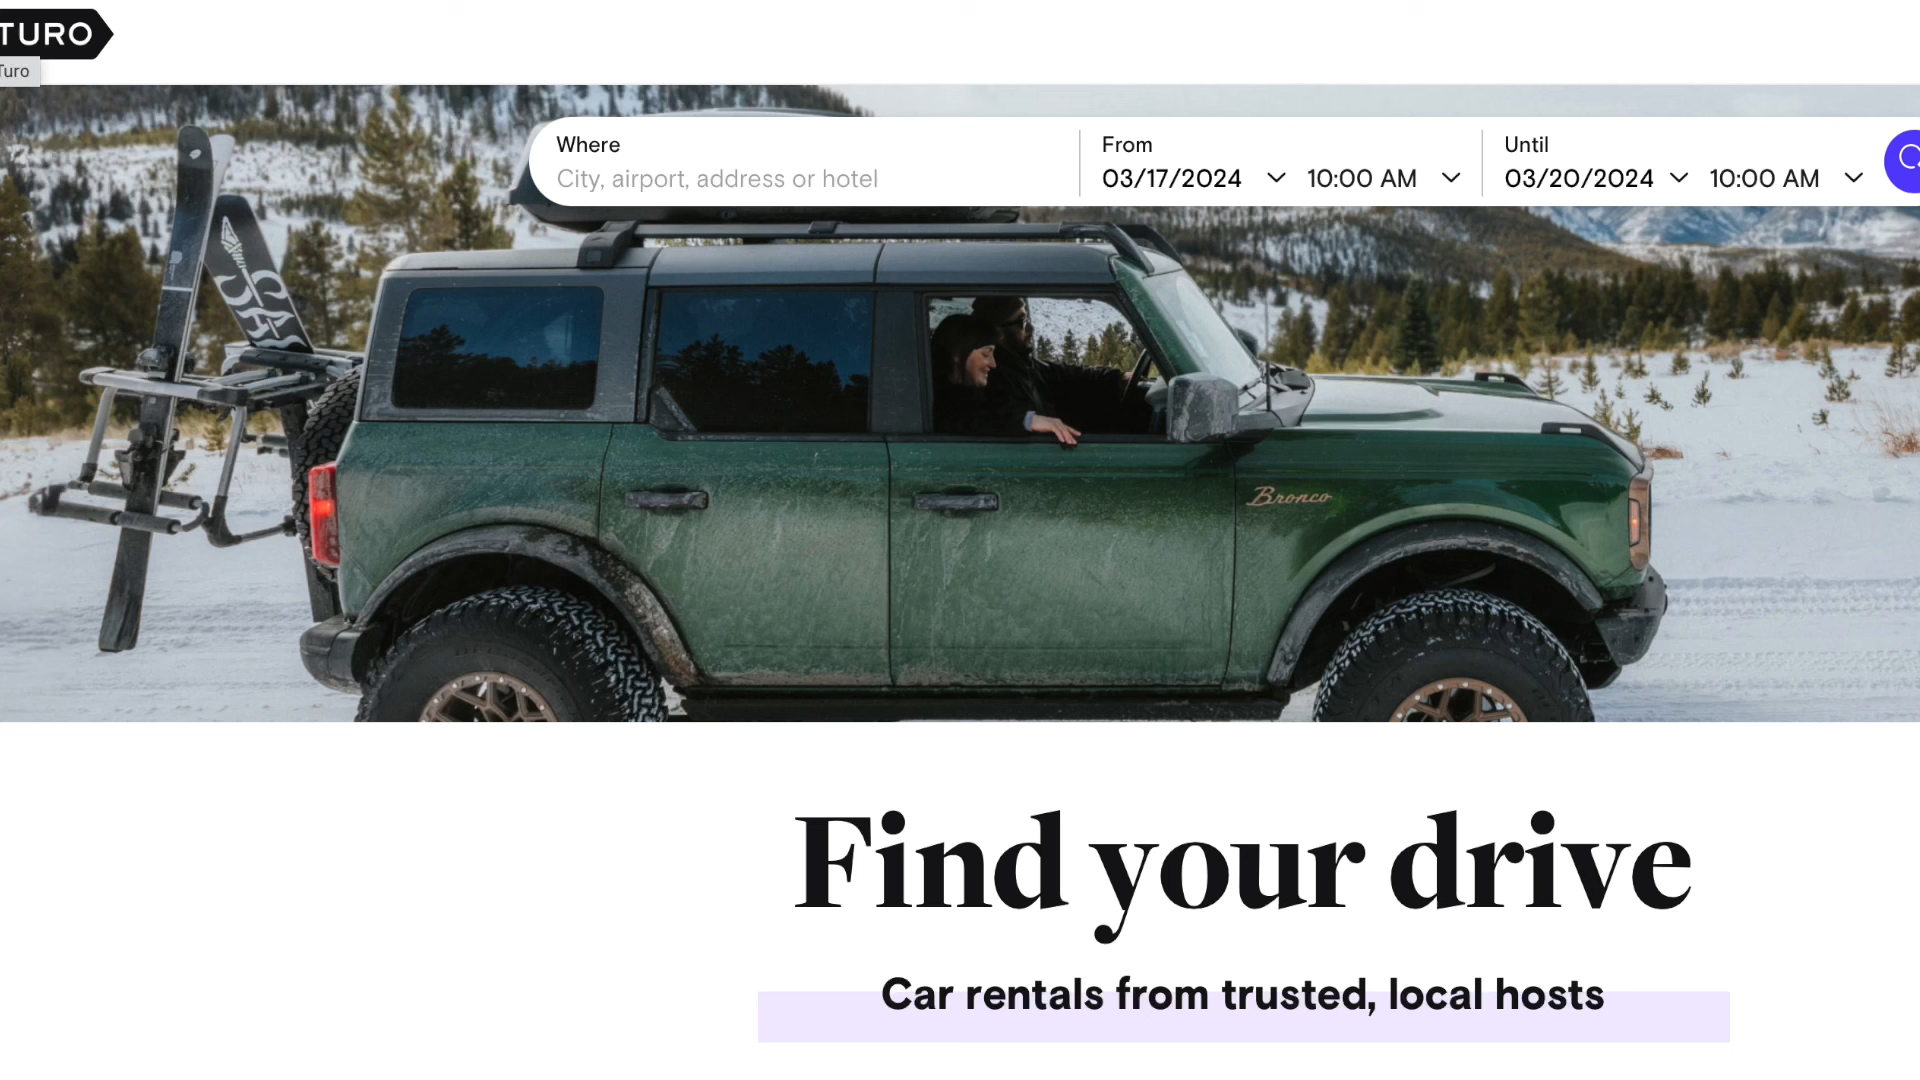 TURO
Turo
Where
City, airport, address or hotel
From
03/17/2024
10:00 AM
Until
03/20/2024
10:00 AM
Bronco
Find your drive
Car rentals from trusted, local hosts